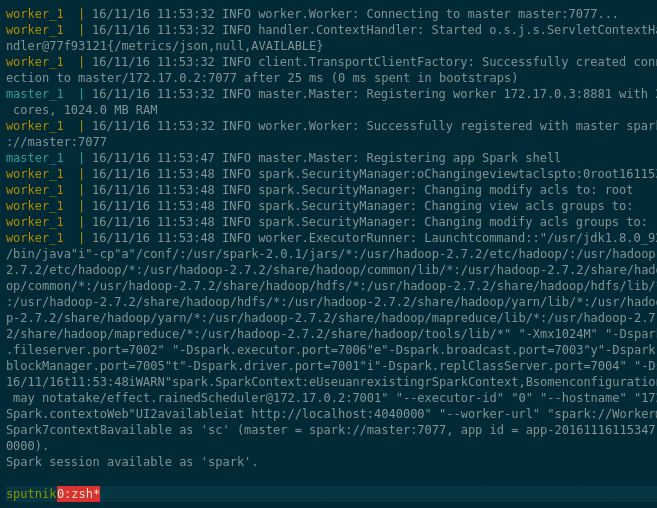 worker_1  | 16/11/16 11:53:32 INFO worker.Worker: Connecting to master master:7077...
worker_1  | 16/11/16 11:53:32 INFO handler.ContextHandler: Started o.s.j.s.ServletContextHa
ndler@77f93121{/metrics/json,null,AVAILABLE}
worker_1  | 16/11/16 11:53:32 INFO client.TransportClientFactory: Successfully created conn
ection to master/172.17.0.2:7077 after 25 ms (0 ms spent in bootstraps)
master_1  | 16/11/16 11:53:32 INFO master.Master: Registering worker 172.17.0.3:8881 with
 cores, 1024.0 MB RAM
worker_1  | 16/11/16 11:53:32 INFO worker.Worker: Successfully registered with master spark
://master:7077
master_1  | 16/11/16 11:53:47 INFO master.Master: Registering app Spark shell
worker_1  | 16/11/16 11:53:48 INFO spark.SecurityManager:oChangingeviewtaclspto:0root161153
worker_1  | 16/11/16 11:53:48 INFO spark.SecurityManager: Changing modify acls to: root
worker_1  | 16/11/16 11:53:48 INFO spark.SecurityManager: Changing view acls groups to:
worker_1  | 16/11/16 11:53:48 INFO spark.SecurityManager: Changing modify acls groups to:
worker_1  | 16/11/16 11:53:48 INFO worker.ExecutorRunner: Launchtcommand::"/usr/jdk1.8.0_92
/bin/java"i"-cp"a"/conf/:/usr/spark-2.0.1/jars/*:/usr/hadoop-2.7.2/etc/hadoop/:/usr/hadoop
2.7.2/etc/hadoop/*:/usr/hadoop-2.7.2/share/hadoop/common/lib/*:/usr/hadoop-2.7.2/share/hado
op/common/*:/usr/hadoop-2.7.2/share/hadoop/hdfs/*:/usr/hadoop-2.7.2/share/hadoop/hdfs/lib/
:/usr/hadoop-2.7.2/share/hadoop/hdfs/*:/usr/hadoop-2.7.2/share/hadoop/yarn/lib/*:/usr/hadoo
p-2.7.2/share/hadoop/yarn/*:/usr/hadoop-2.7.2/share/hadoop/mapreduce/lib/*:/usr/hadoop-2.7.
2/share/hadoop/mapreduce/*:/usr/hadoop-2.7.2/share/hadoop/tools/lib/*" "-Xmx1024M" "-Dspar
.fileserver.port=7002" "-Dspark.executor.port=7006"e"-Dspark.broadcast.port=7003"y"-Dspark
blockManager.port=7005"t"-Dspark.driver.port=7001"i"-Dspark.replClassServer.port=7004" "-D
16/11/16t11:53:48iWARN"spark.SparkContext:eUseuanrexistingrSparkContext,Bsomenconfiguration
 may notatake/effect.rainedScheduler@172.17.0.2:7001" "--executor-id" "0" "--hostname" "172
Spark.contextoWeb"UI2availableiat http://localhost:4040000" "--worker-url" "spark://Worker@
Spark7context8available as 'sc' (master = spark://master:7077, app id = app-20161116115347
0000).
Spark session available as 'spark'.
sputnik0:zsh*